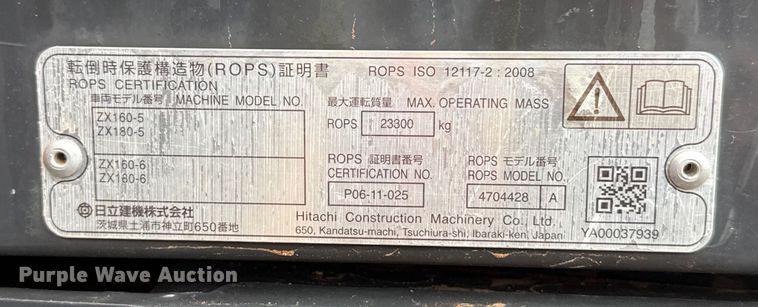 転倒時保護構造物(ROPS)証明書 ROPS ISO 12117-2 : 2008
ROPS CERTIFICATION
車両モデル番号 MACHINE MODEL NO.
ZX160-5
ZX180-5
ZX160-6
ZX180-6
最大運転質量 MAX. OPERATING MASS
ROPS 23300 kg
ROPS 証明書番号
CERTIFICATION NO.
P06-11-025
ROPS モデル番号
ROPS MODEL NO.
4704428 A
日立建機株式会社
茨城県土浦市神立町650番地
Hitachi Construction Machinery Co., Ltd.
650, Kandatsu-machi, Tsuchiura-shi, Ibaraki-ken, Japan
YA00037939
Purple Wave Auction